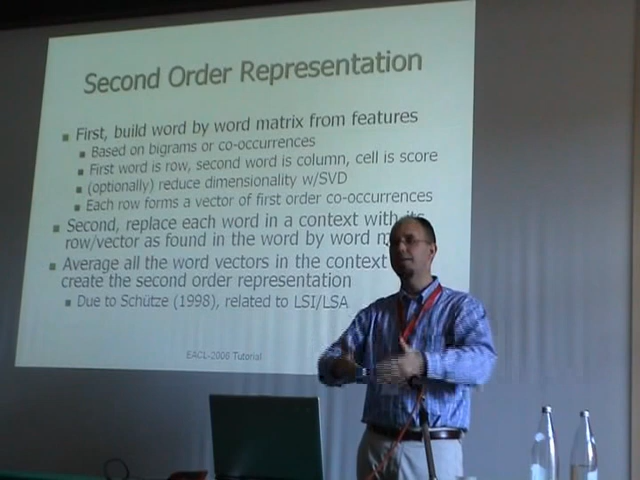 Second Order Representation
First, build word by word matrix from features
Based on bigrams or co-occurrences
First word is row, second word is column, cell is score
(optionally) reduce dimensionality w/SVD
Each row forms a vector of first order co-occurrences
Second, replace each word in a context with its
row/vector as found in the word by word m
Average all the word vectors in the context
create the second order representation
Due to Schütze (1998), related to LSI/LSA
EACL-2006 Tutorial